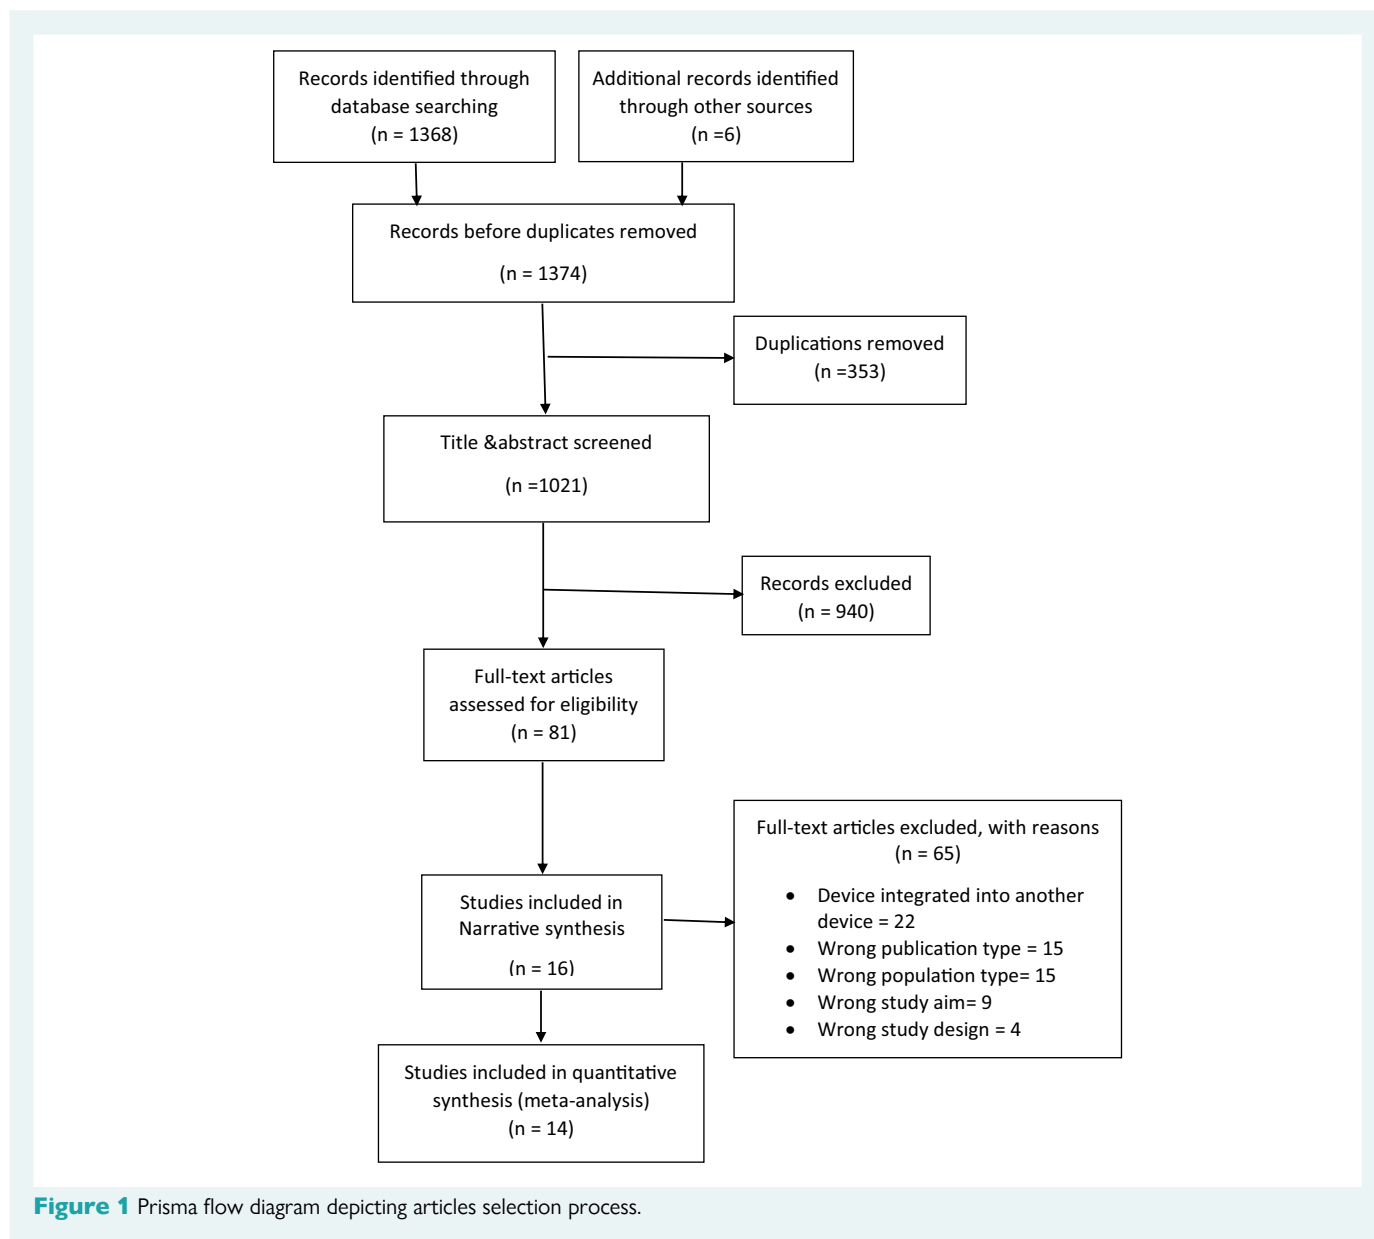 Records identified through
database searching
(n = 1368)
Additional records identified
through other sources
(n =6)
Records before duplicates removed
(n = 1374)
Duplications removed
(n =353)
Title &abstract screened
(n =1021)
Records excluded
(n = 940)
Full-text articles
assessed for eligibility
(n = 81)
Full-text articles excluded, with reasons
(n = 65)
• Device integrated into another
device = 22
• Wrong publication type = 15
• Wrong population type= 15
• Wrong study aim= 9
• Wrong study design = 4
Studies included in
Narrative synthesis
(n = 16)
Studies included in quantitative
synthesis (meta-analysis)
(n = 14)
Figure 1 Prisma flow diagram depicting articles selection process.